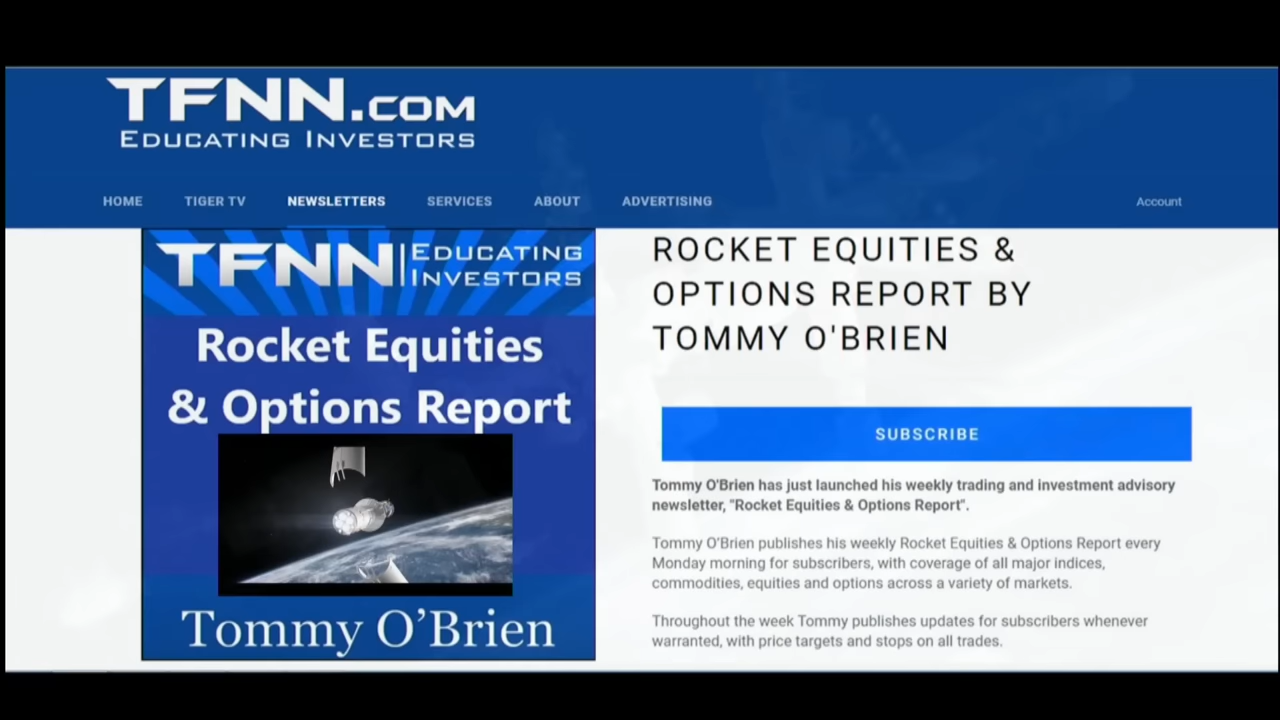 TFNN.COM
EDUCATING INVESTORS
HOME TIGER TV NEWSLETTERS SERVICES ABOUT ADVERTISING Account
TFNN EDUCATING
INVESTORS
Rocket Equities
& Options Report
Tommy O’Brien
ROCKET EQUITIES &
OPTIONS REPORT BY
TOMMY O'BRIEN
SUBSCRIBE
Tommy O'Brien has just launched his weekly trading and investment advisory
newsletter, "Rocket Equities & Options Report".
Tommy O’Brien publishes his weekly Rocket Equities & Options Report every
Monday morning for subscribers, with coverage of all major indices,
commodities, equities and options across a variety of markets.
Throughout the week Tommy publishes updates for subscribers whenever
warranted, with price targets and stops on all trades.